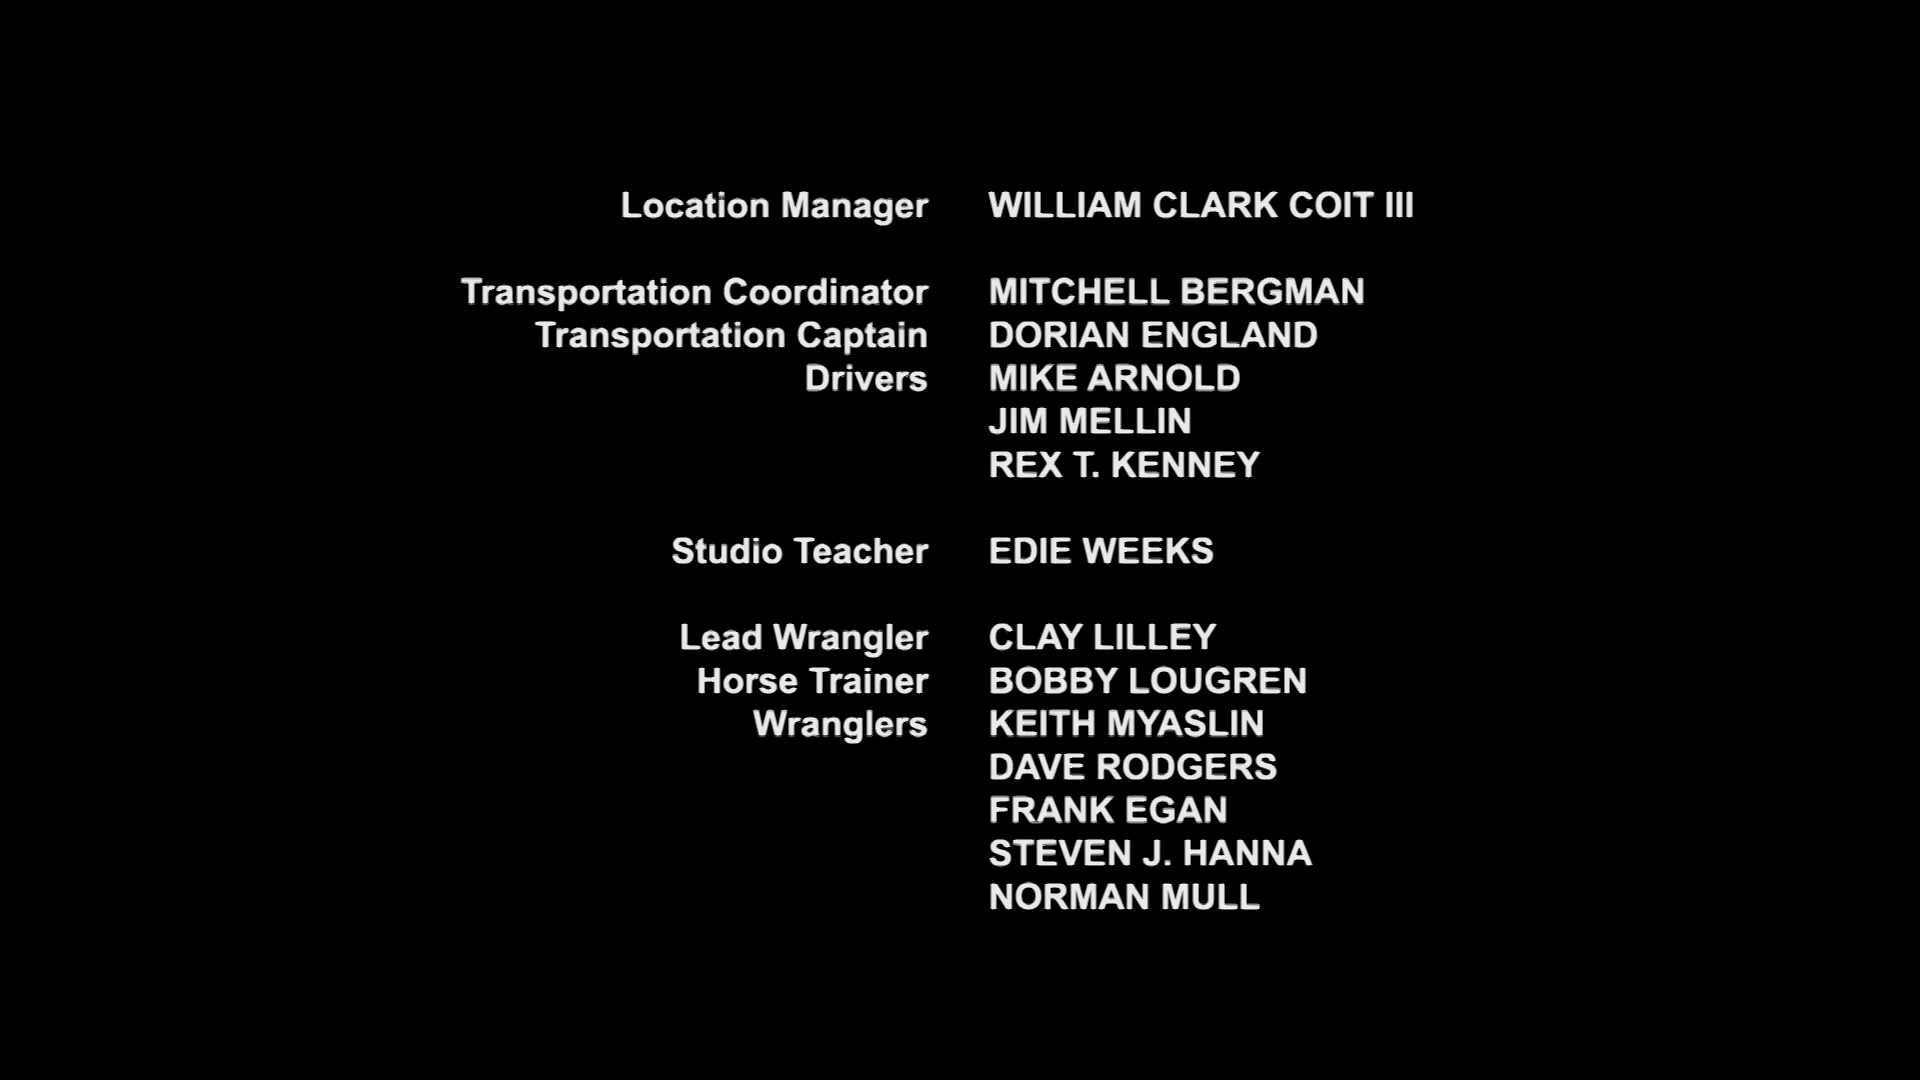 Location Manager WILLIAM CLARK COIT III
Transportation Coordinator MITCHELL BERGMAN
Transportation Captain DORIAN ENGLAND
Drivers MIKE ARNOLD
JIM MELLIN
REX T. KENNEY
Studio Teacher EDIE WEEKS
Lead Wrangler CLAY LILLEY
Horse Trainer BOBBY LOUGREN
Wranglers KEITH MYASLIN
DAVE RODGERS
FRANK EGAN
STEVEN J. HANNA
NORMAN MULL